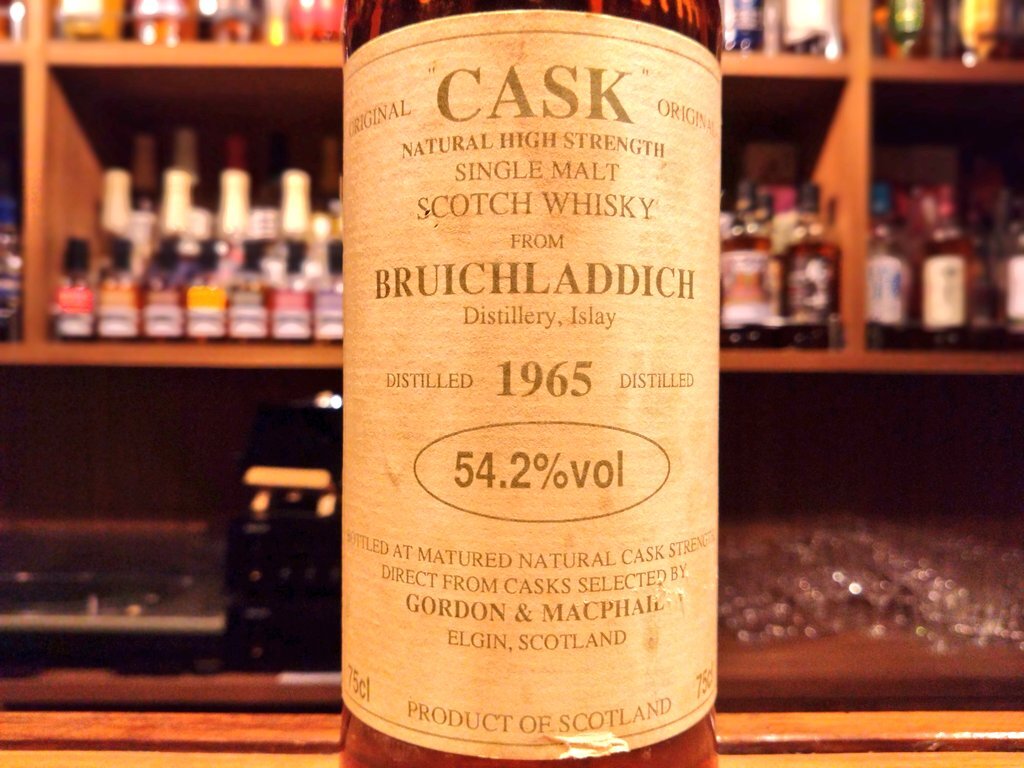 "CASK"
ORIGINAL ORIGINAL
NATURAL HIGH STRENGTH
SINGLE MALT
SCOTCH WHISKY
FROM
BRUICHLADDICH
Distillery, Islay
DISTILLED 1965 DISTILLED
54.2%vol
BOTTLED AT MATURED NATURAL CASK STRENGTH
DIRECT FROM CASKS SELECTED BY
GORDON & MACPHAIL
ELGIN, SCOTLAND
75cl 75cl
PRODUCT OF SCOTLAND